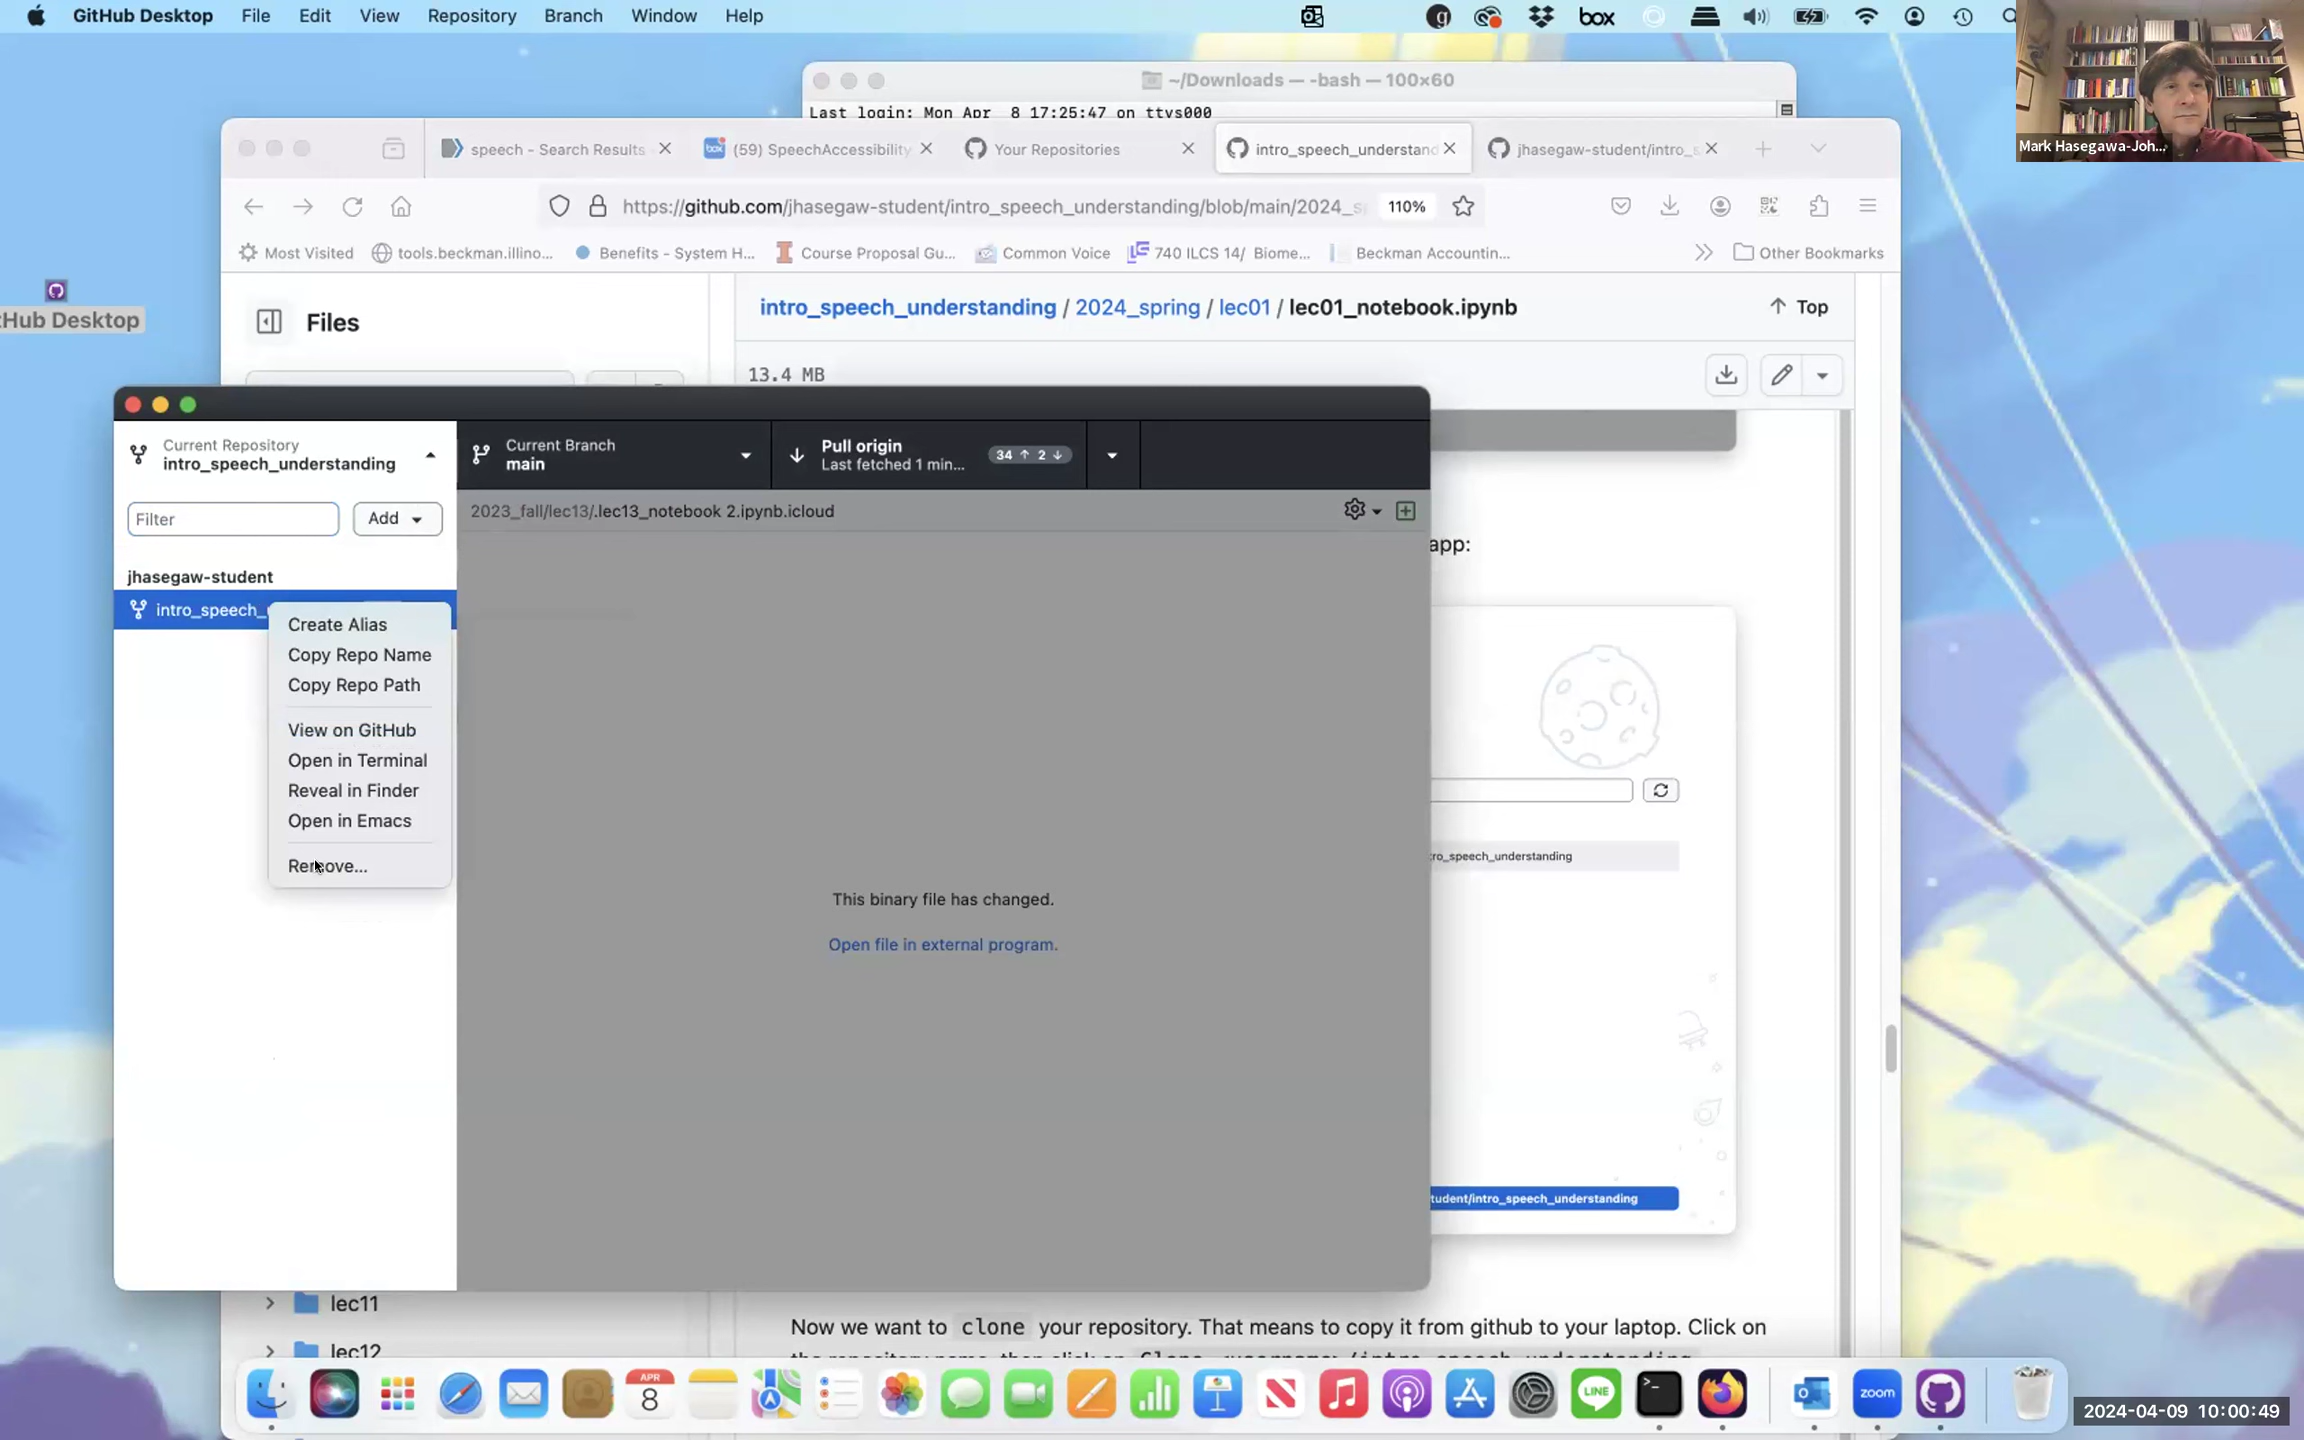 GitHub Desktop File Edit View Repository Branch Window Help
box
Mark Hasegawa-Joh...
~/Downloads — -bash — 100×60
Last login: Mon Apr  8 17:25:47 on ttys000
speech - Search Results
(59) SpeechAccessibility
Your Repositories
intro_speech_understand
jhasegaw-student/intro_s
https://github.com/jhasegaw-student/intro_speech_understanding/blob/main/2024_s
110%
Most Visited
tools.beckman.illino...
Benefits - System H...
Course Proposal Gu...
Common Voice
740 ILCS 14/ Biome...
Beckman Accountin...
Other Bookmarks
tHub Desktop
Files
intro_speech_understanding / 2024_spring / lec01 / lec01_notebook.ipynb
Top
13.4 MB
Current Repository
intro_speech_understanding
Current Branch
main
Pull origin
Last fetched 1 min...
34 ↑ 2 ↓
Filter
Add
2023_fall/lec13/.lec13_notebook 2.ipynb.icloud
app:
jhasegaw-student
intro_speech_
Create Alias
Copy Repo Name
Copy Repo Path
View on GitHub
Open in Terminal
Reveal in Finder
Open in Emacs
Remove...
This binary file has changed.
Open file in external program.
tro_speech_understanding
tudent/intro_speech_understanding
lec11
lec12
Now we want to clone your repository. That means to copy it from github to your laptop. Click on
APR
8
LINE
zoom
2024-04-09 10:00:49